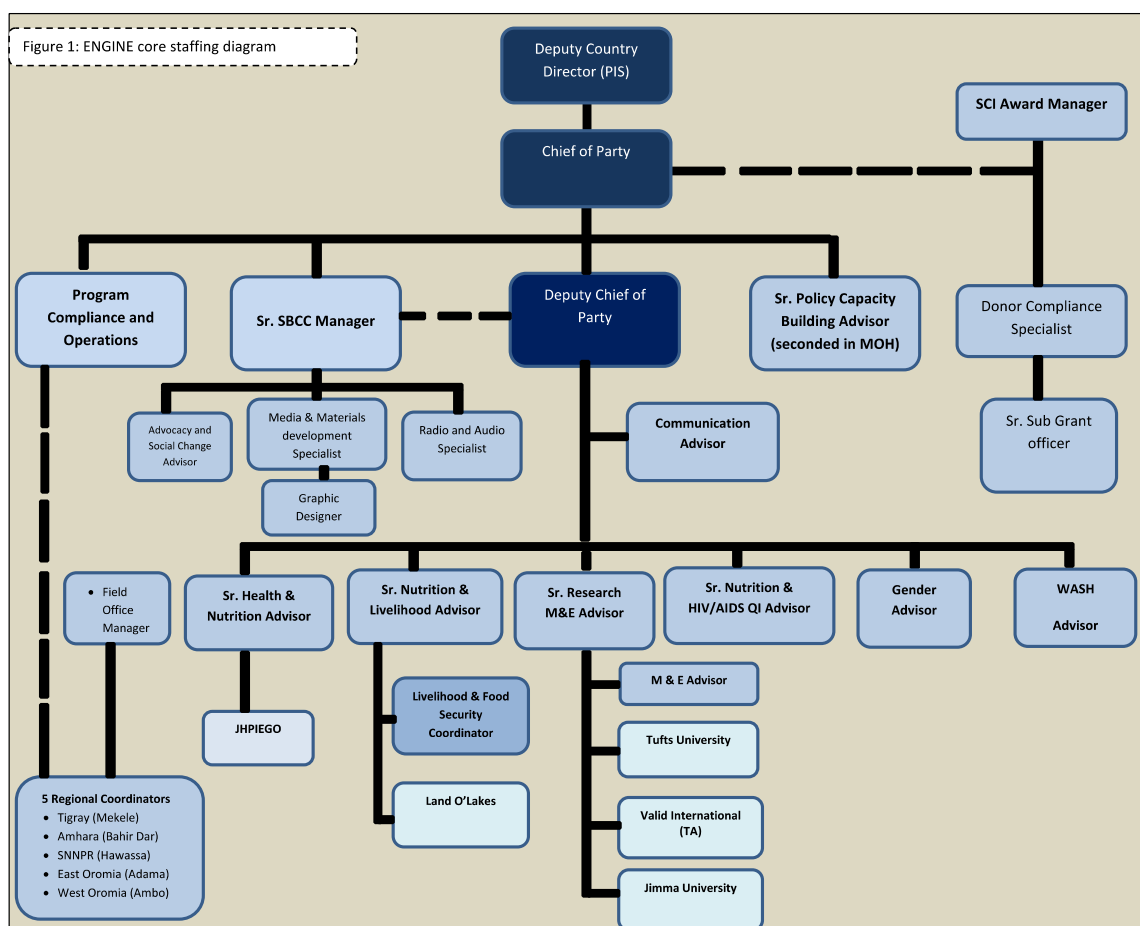 Figure 1: ENGINE core staffing diagram
Deputy Country
Director (PIS)
SCI Award Manager
Chief of Party
Program
Compliance and
Operations
Sr. SBCC Manager
Deputy Chief of
Party
Sr. Policy Capacity
Building Advisor
(seconded in MOH)
Donor Compliance
Specialist
Advocacy and
Social Change
Advisor
Media & Materials
development
Specialist
Radio and Audio
Specialist
Communication
Advisor
Sr. Sub Grant
officer
Graphic
Designer
• Field
Office
Manager
Sr. Health &
Nutrition Advisor
Sr. Nutrition &
Livelihood Advisor
Sr. Research
M&E Advisor
Sr. Nutrition &
HIV/AIDS QI Advisor
Gender
Advisor
WASH
Advisor
JHPIEGO
Livelihood & Food
Security
Coordinator
Land O’Lakes
M & E Advisor
Tufts University
Valid International
(TA)
Jimma University
5 Regional Coordinators
• Tigray (Mekele)
• Amhara (Bahir Dar)
• SNNPR (Hawassa)
• East Oromia (Adama)
• West Oromia (Ambo)